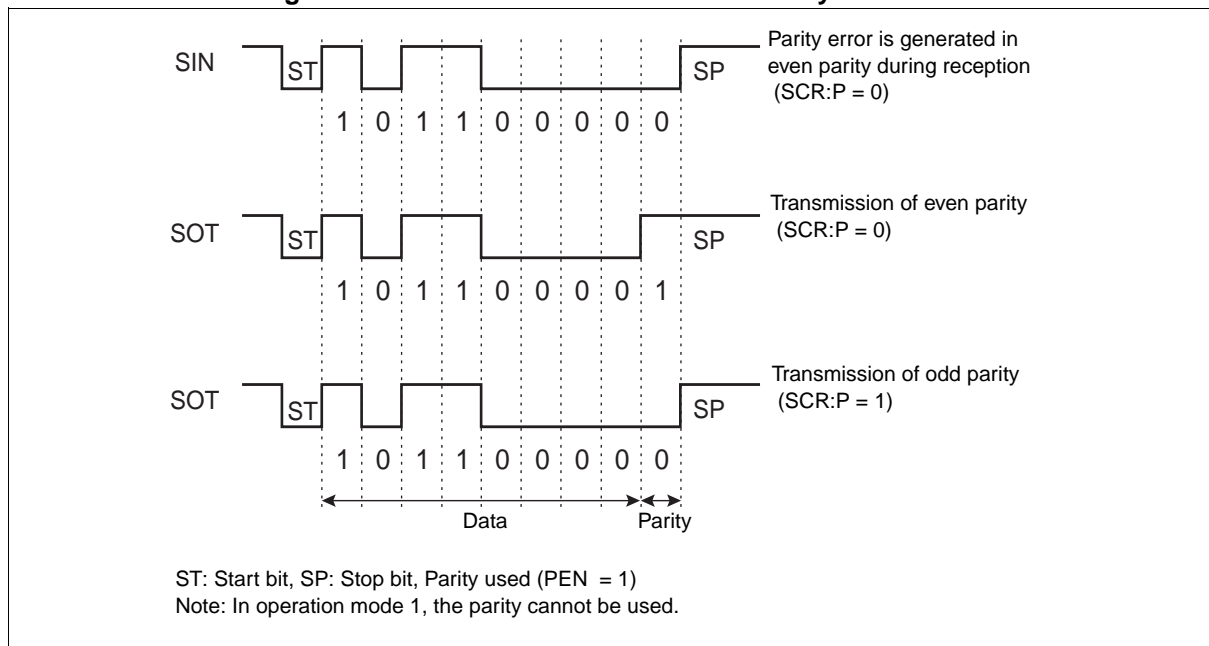 SIN
ST
SP
Parity error is generated in
even parity during reception
(SCR:P = 0)
1 0 1 1 0 0 0 0 0
SOT
ST
SP
Transmission of even parity
(SCR:P = 0)
1 0 1 1 0 0 0 0 1
SOT
ST
SP
Transmission of odd parity
(SCR:P = 1)
1 0 1 1 0 0 0 0 0
Data
Parity
ST: Start bit, SP: Stop bit, Parity used (PEN = 1)
Note: In operation mode 1, the parity cannot be used.